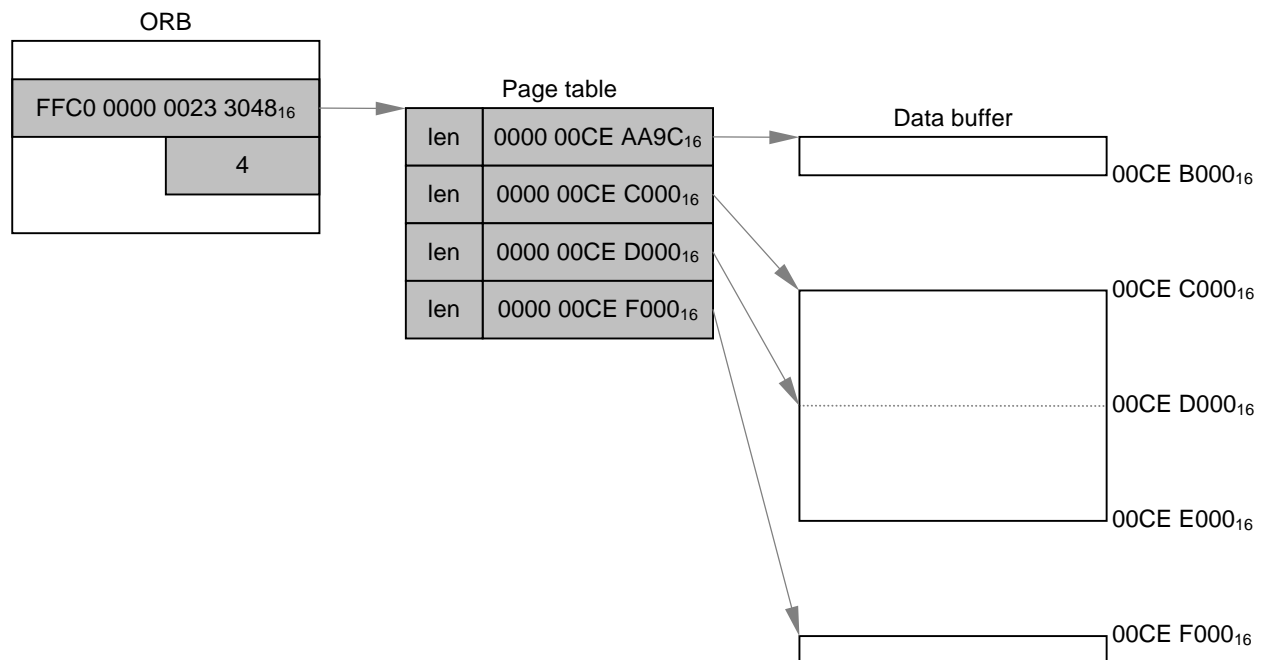 ORB
FFC0 0000 0023 3048₁₆
4
Page table
len 0000 00CE AA9C₁₆
len 0000 00CE C000₁₆
len 0000 00CE D000₁₆
len 0000 00CE F000₁₆
Data buffer
00CE B000₁₆
00CE C000₁₆
00CE D000₁₆
00CE E000₁₆
00CE F000₁₆